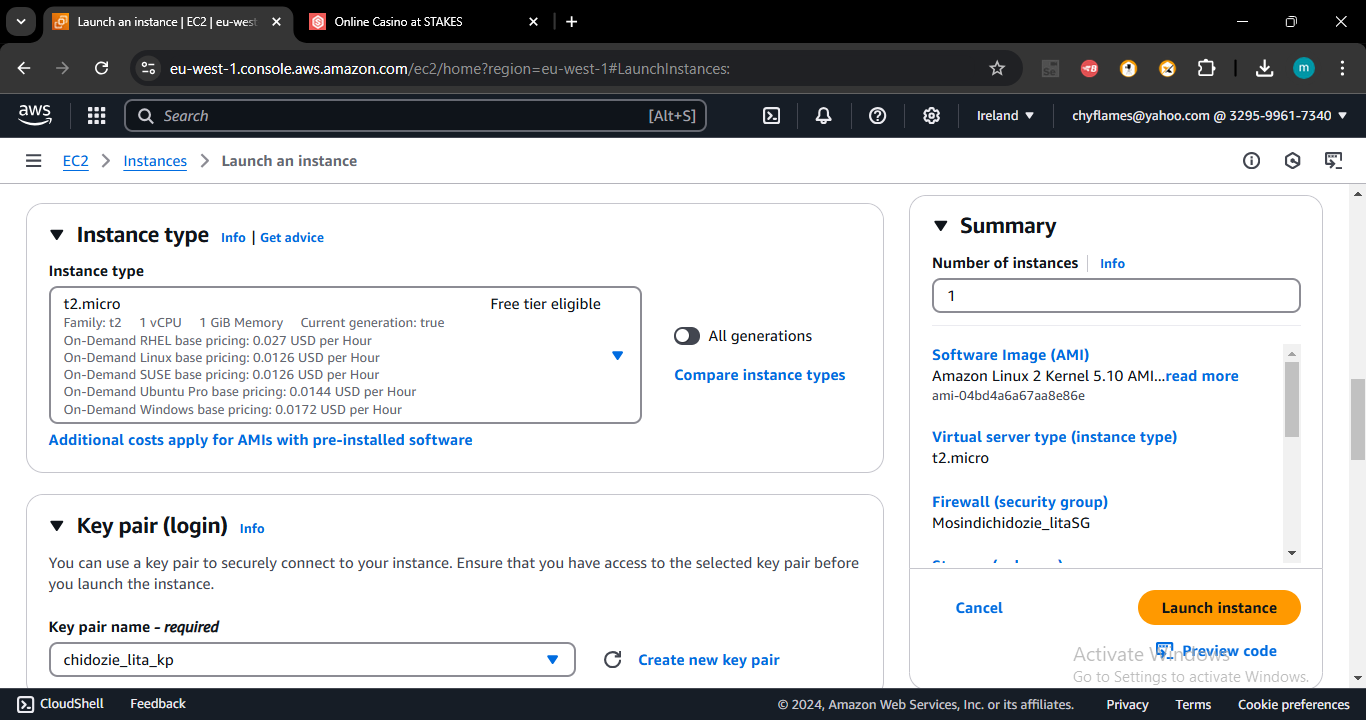 Launch an instance | EC2 | eu-west
Online Casino at STAKES
eu-west-1.console.aws.amazon.com/ec2/home?region=eu-west-1#LaunchInstances:
m
aws
Search
[Alt+S]
Ireland
chyflames@yahoo.com @ 3295-9961-7340
EC2
Instances
Launch an instance
Instance type
Info | Get advice
Instance type
t2.micro
Free tier eligible
Family: t2 1 vCPU 1 GiB Memory Current generation: true
On-Demand RHEL base pricing: 0.027 USD per Hour
On-Demand Linux base pricing: 0.0126 USD per Hour
On-Demand SUSE base pricing: 0.0126 USD per Hour
On-Demand Ubuntu Pro base pricing: 0.0144 USD per Hour
On-Demand Windows base pricing: 0.0172 USD per Hour
All generations
Compare instance types
Additional costs apply for AMIs with pre-installed software
Key pair (login)
Info
You can use a key pair to securely connect to your instance. Ensure that you have access to the selected key pair before
you launch the instance.
Key pair name - required
chidozie_lita_kp
Create new key pair
Summary
Number of instances
Info
1
Software Image (AMI)
Amazon Linux 2 Kernel 5.10 AMI...read more
ami-04bd4a6a67aa8e86e
Virtual server type (instance type)
t2.micro
Firewall (security group)
Mosindichidozie_litaSG
Cancel
Launch instance
Preview code
Activate Windows
Go to Settings to activate Windows.
CloudShell
Feedback
© 2024, Amazon Web Services, Inc. or its affiliates.
Privacy
Terms
Cookie preferences